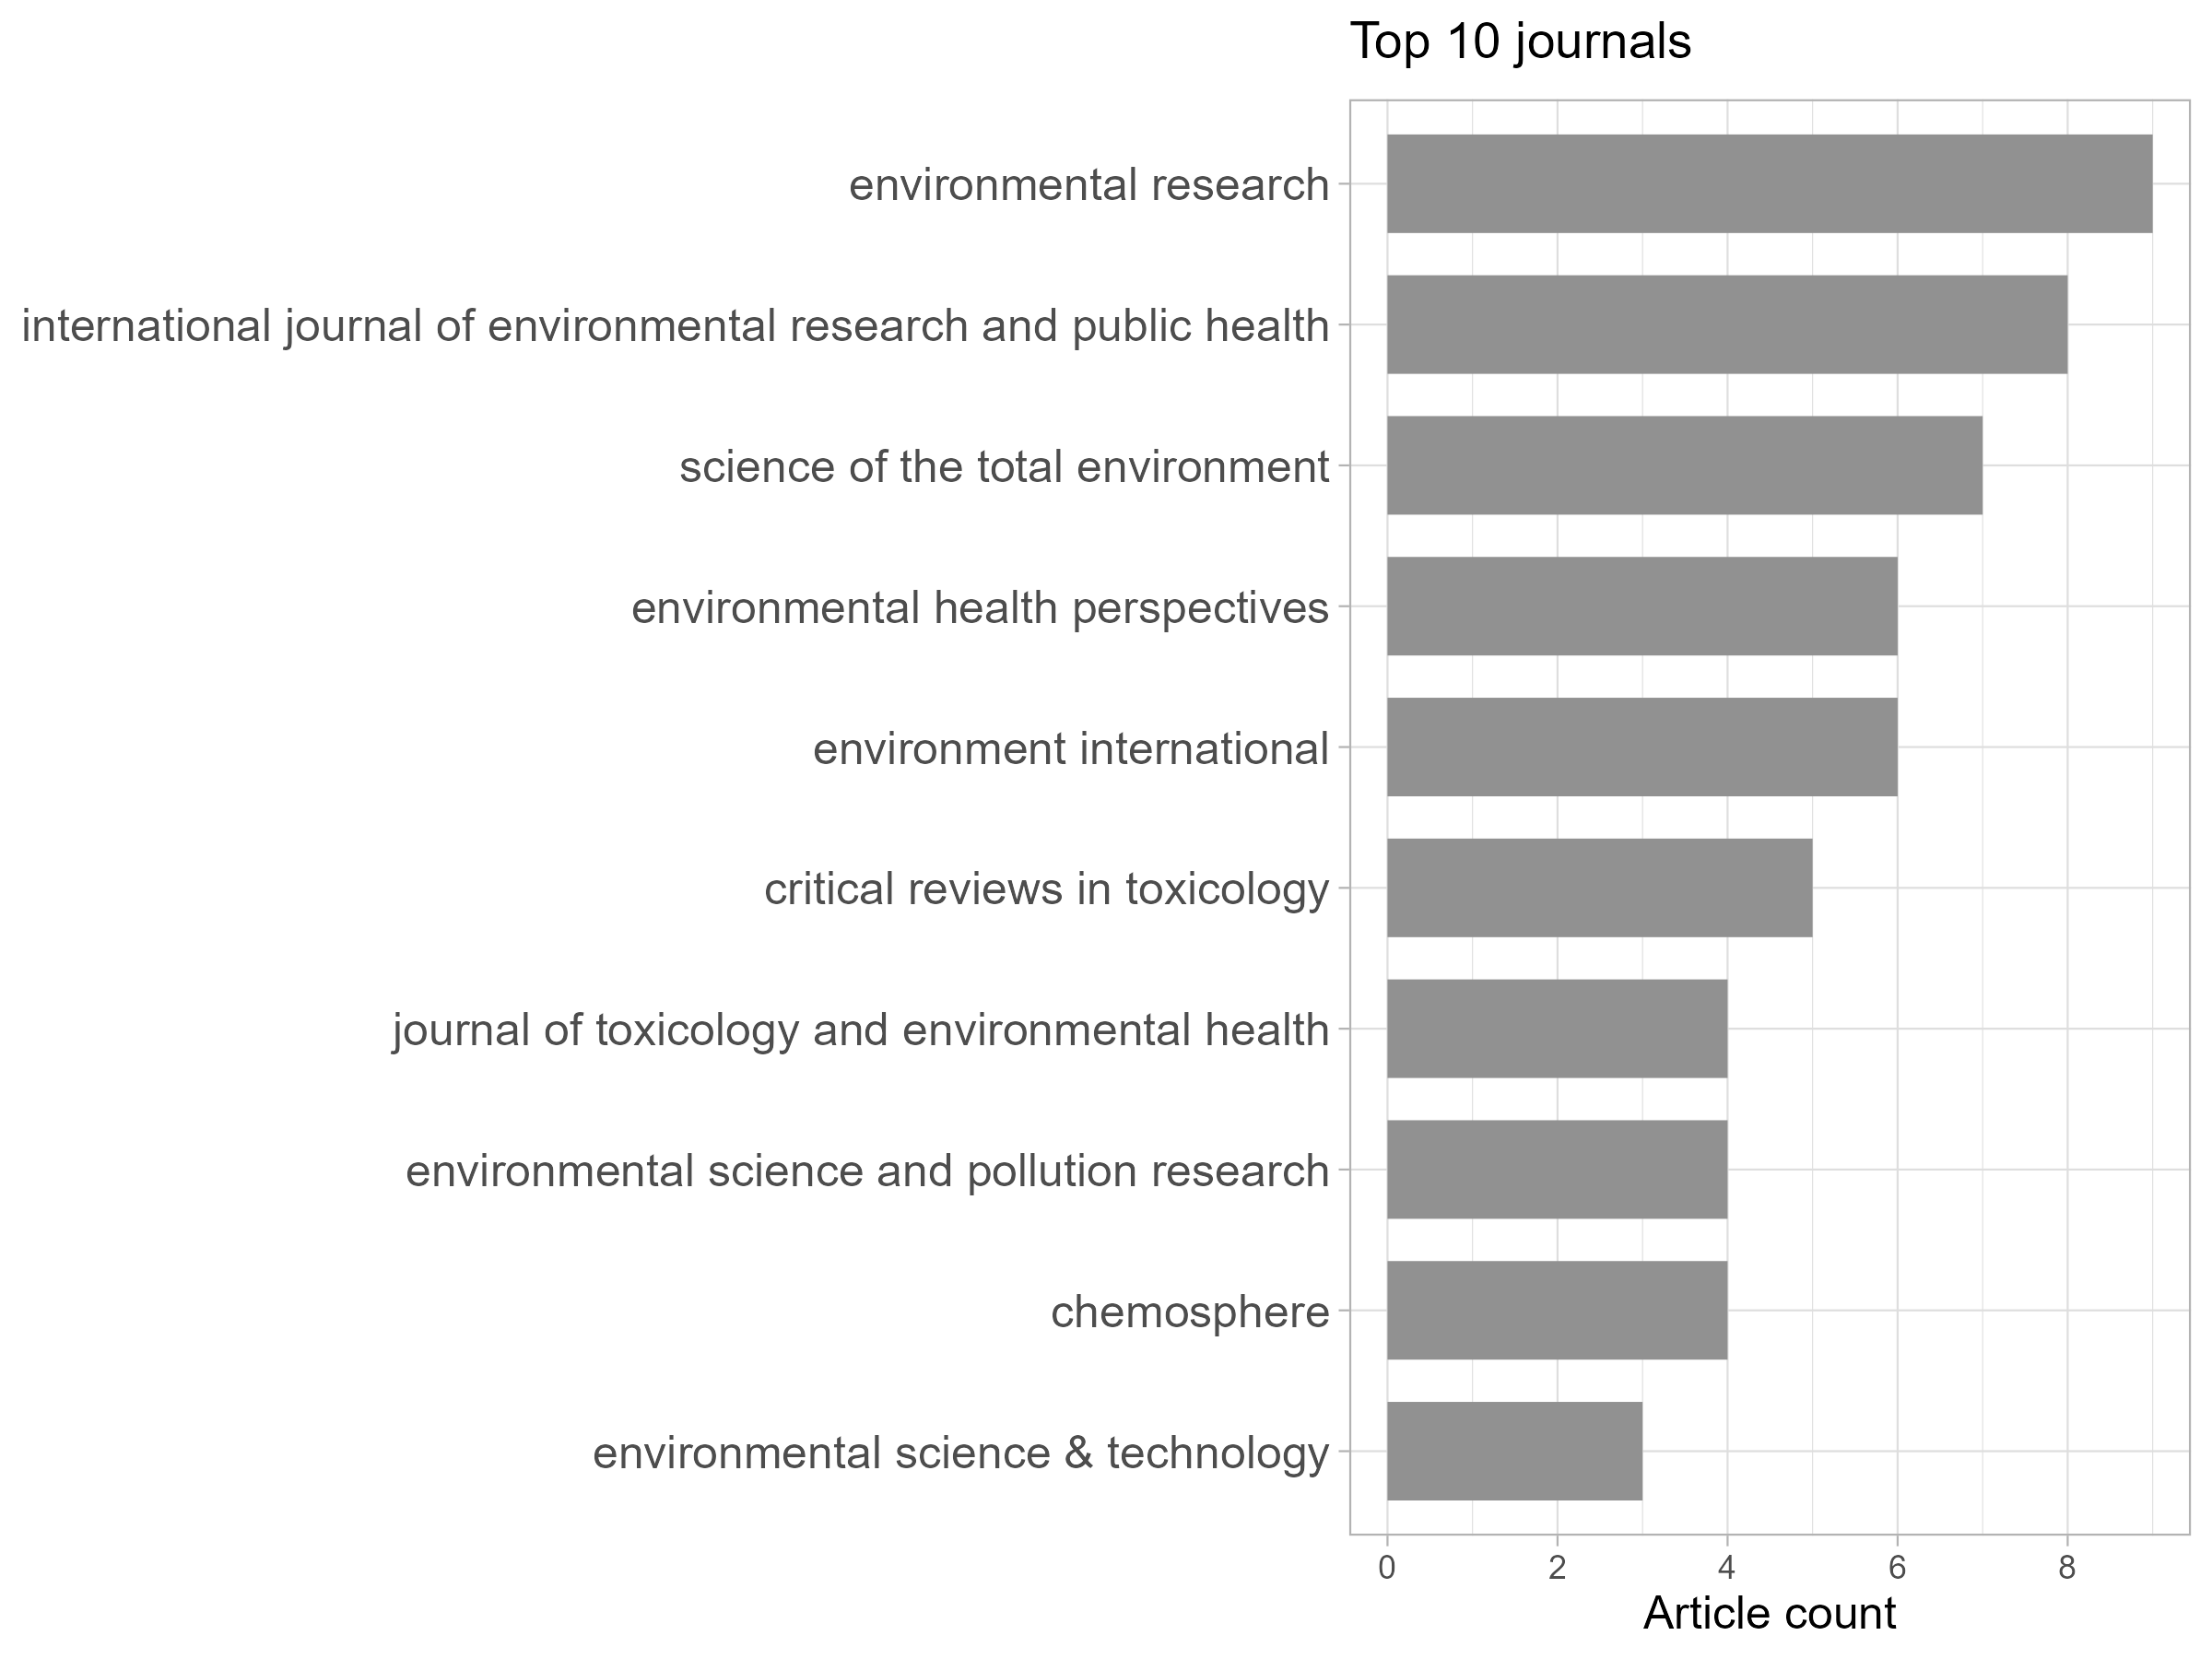 Top 10 journals
environmental research
international journal of environmental research and public health
science of the total environment
environmental health perspectives
environment international
critical reviews in toxicology
journal of toxicology and environmental health
environmental science and pollution research
chemosphere
environmental science & technology
0 2 4 6 8
Article count